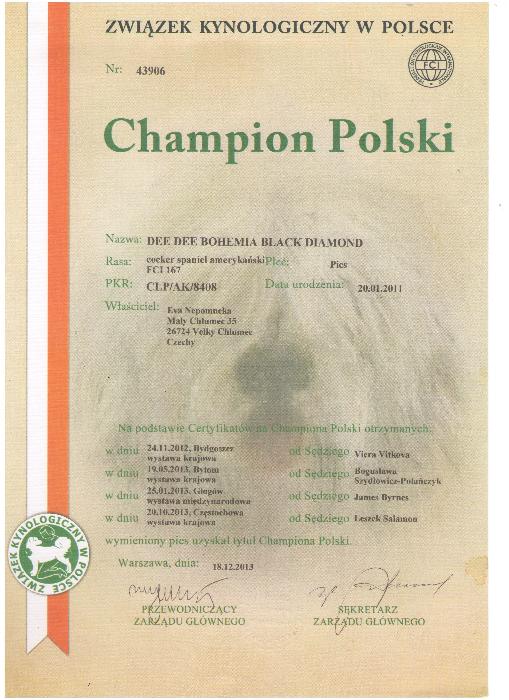 ZWIĄZEK KYNOLOGICZNY W POLSCE
Nr: 43906
FCI
Champion Polski
Nazwa: DEE DEE BOHEMIA BLACK DIAMOND
Rasa: cocker spaniel amerykański Płeć: Pies
FCI 167
PKR: CLP/AK/8408 Data urodzenia: 20.01.2011
Właściciel: Eva Nepomneka
Maly Chlumec 35
26724 Velky Chlumec
Czechy
Na podstawie Certyfikatów na Championa Polski otrzymanych:
w dniu 24.11.2012, Bydgoszcz od Sędziego Viera Vitkova
wystawa krajowa
w dniu 19.05.2013, Bytom od Sędziego Bogusława
wystawa krajowa Szydłowicz-Polańczyk
w dniu 25.01.2013, Głogów od Sędziego James Byrnes
wystawa międzynarodowa
w dniu 20.10.2013, Częstochowa od Sędziego Leszek Salamon
wystawa krajowa
wymieniony pies uzyskał tytuł Championa Polski.
Warszawa, dnia: 18.12.2013
PRZEWODNICZĄCY SEKRETARZ
ZARZĄDU GŁÓWNEGO ZARZĄDU GŁÓWNEGO
ZWIĄZEK KYNOLOGICZNY W POLSCE